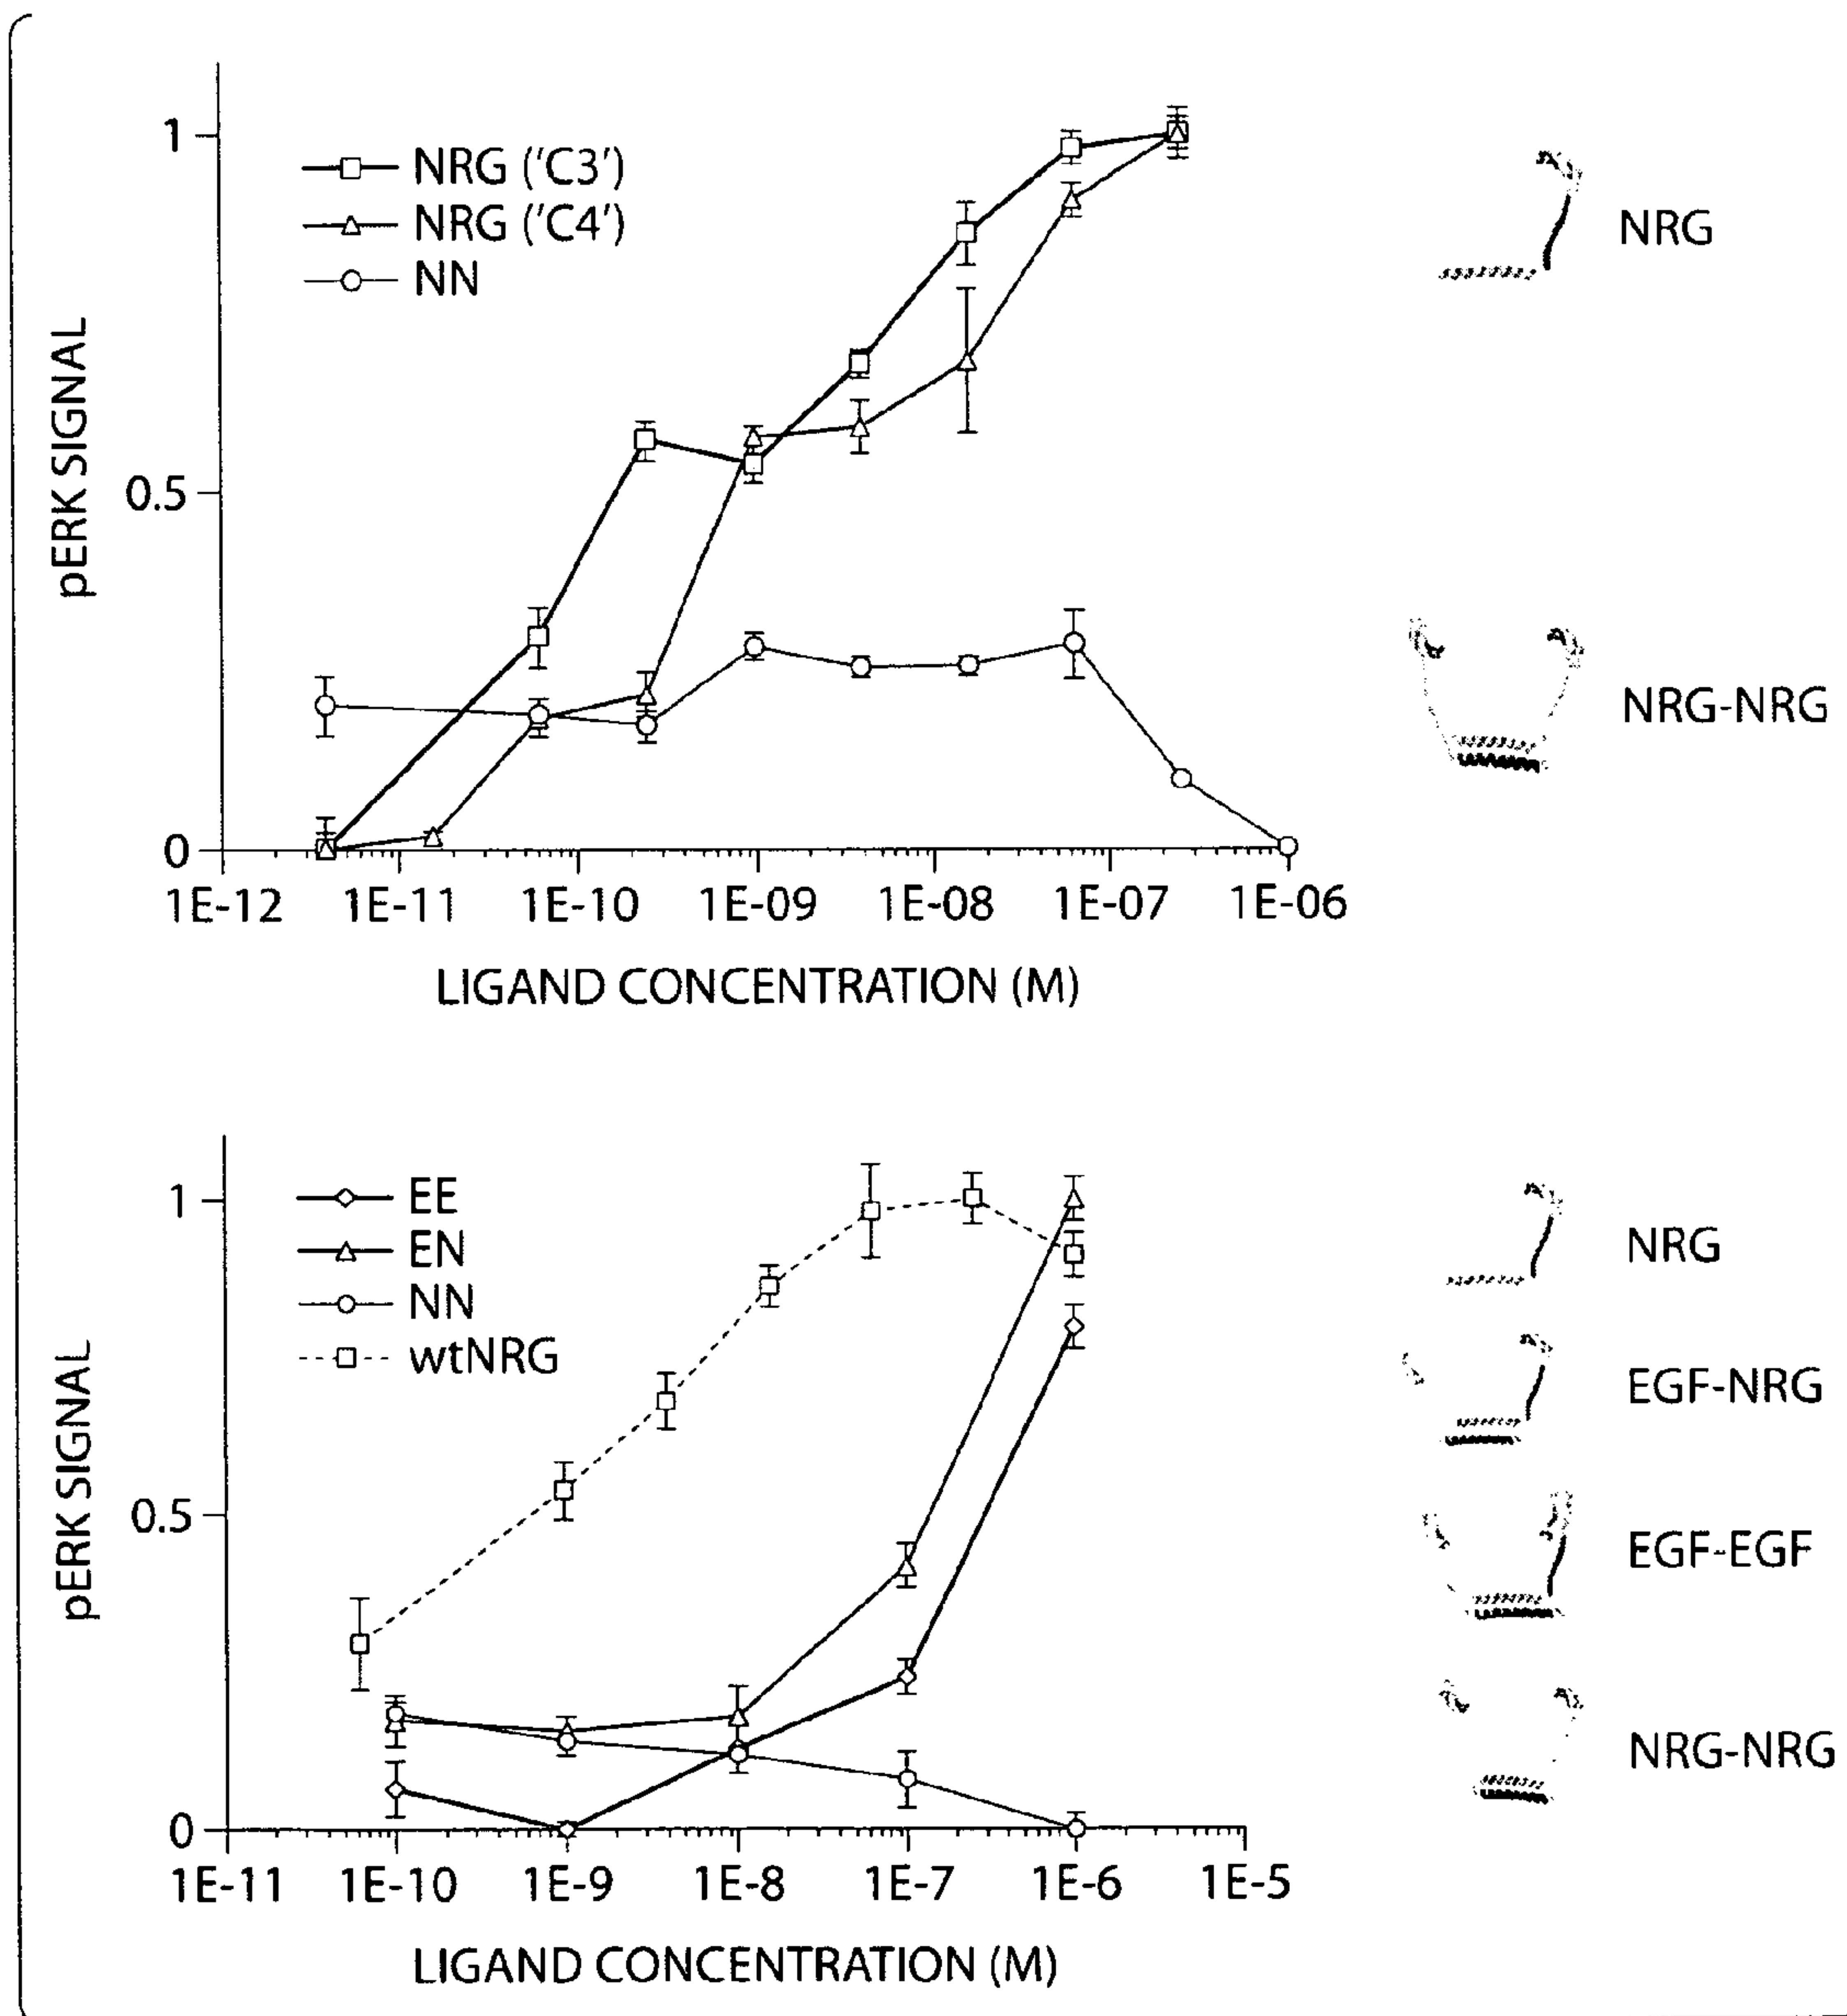 pERK SIGNAL
1
0.5
0
NRG ('C3')
NRG ('C4')
NN
1E-12 1E-11 1E-10 1E-09 1E-08 1E-07 1E-06
LIGAND CONCENTRATION (M)
NRG
NRG-NRG
pERK SIGNAL
1
0.5
0
EE
EN
NN
wtNRG
1E-11 1E-10 1E-9 1E-8 1E-7 1E-6 1E-5
LIGAND CONCENTRATION (M)
NRG
EGF-NRG
EGF-EGF
NRG-NRG